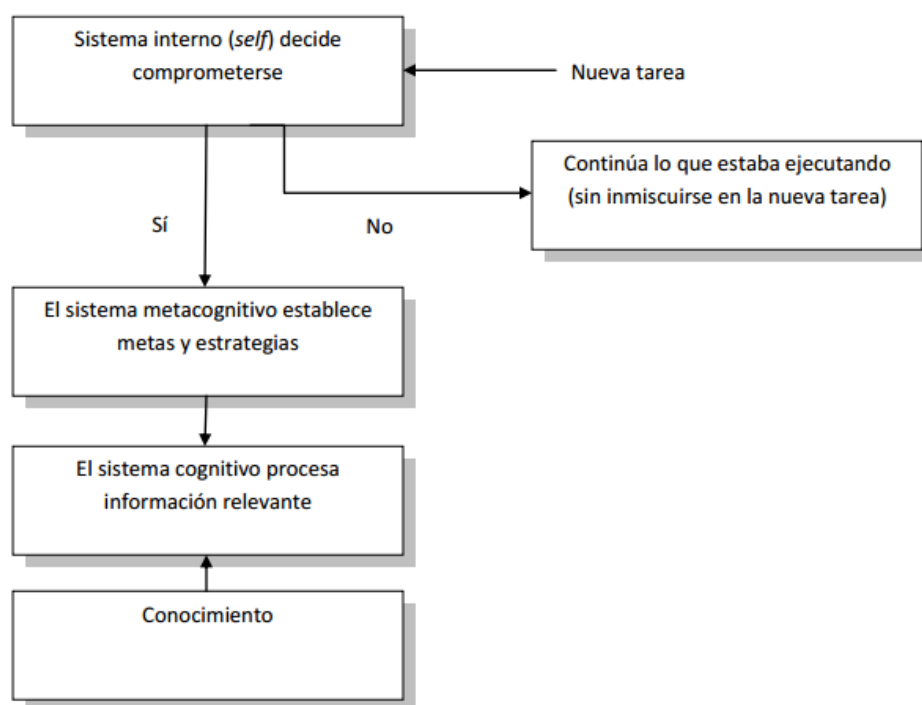 Sistema interno (self) decide
comprometerse
Nueva tarea
Continúa lo que estaba ejecutando
(sin inmiscuirse en la nueva tarea)
Sí
No
El sistema metacognitivo establece
metas y estrategias
El sistema cognitivo procesa
información relevante
Conocimiento